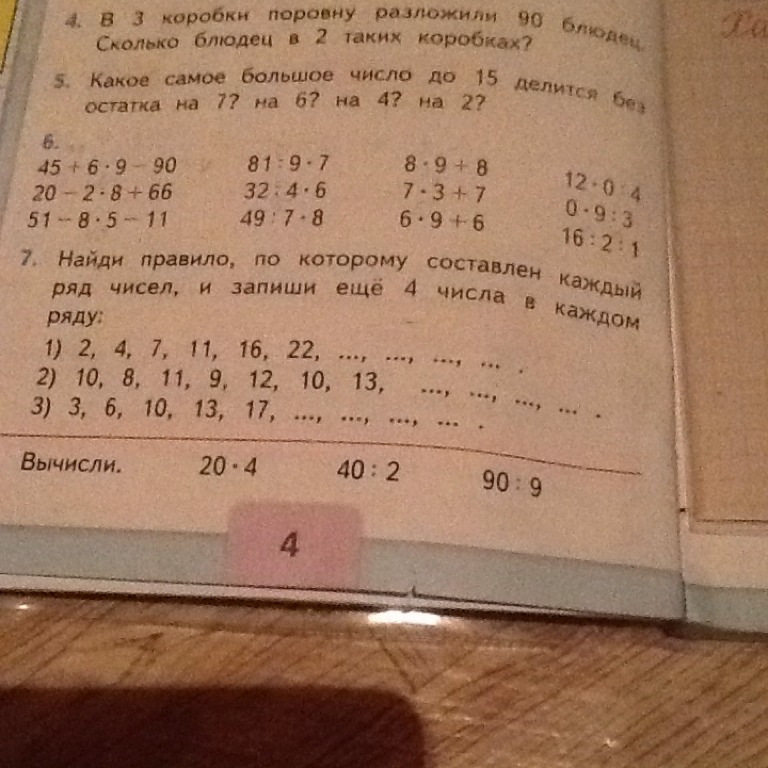 4. В 3 коробки поровну разложили 90 блюдец.
Сколько блюдец в 2 таких коробках?
5. Какое самое большое число до 15 делится без
остатка на 7? на 6? на 4? на 2?
6.
45 + 6 · 9 − 90 81 : 9 · 7 8 · 9 + 8 12 · 0 : 4
20 − 2 · 8 + 66 32 : 4 · 6 7 · 3 + 7 0 · 9 : 3
51 − 8 · 5 − 11 49 : 7 · 8 6 · 9 + 6 16 : 2 : 1
7. Найди правило, по которому составлен каждый
ряд чисел, и запиши ещё 4 числа в каждом
ряду:
1) 2, 4, 7, 11, 16, 22, ..., ..., ..., ... .
2) 10, 8, 11, 9, 12, 10, 13, ..., ..., ..., ... .
3) 3, 6, 10, 13, 17, ..., ..., ..., ... .
Вычисли. 20 · 4 40 : 2 90 : 9
4